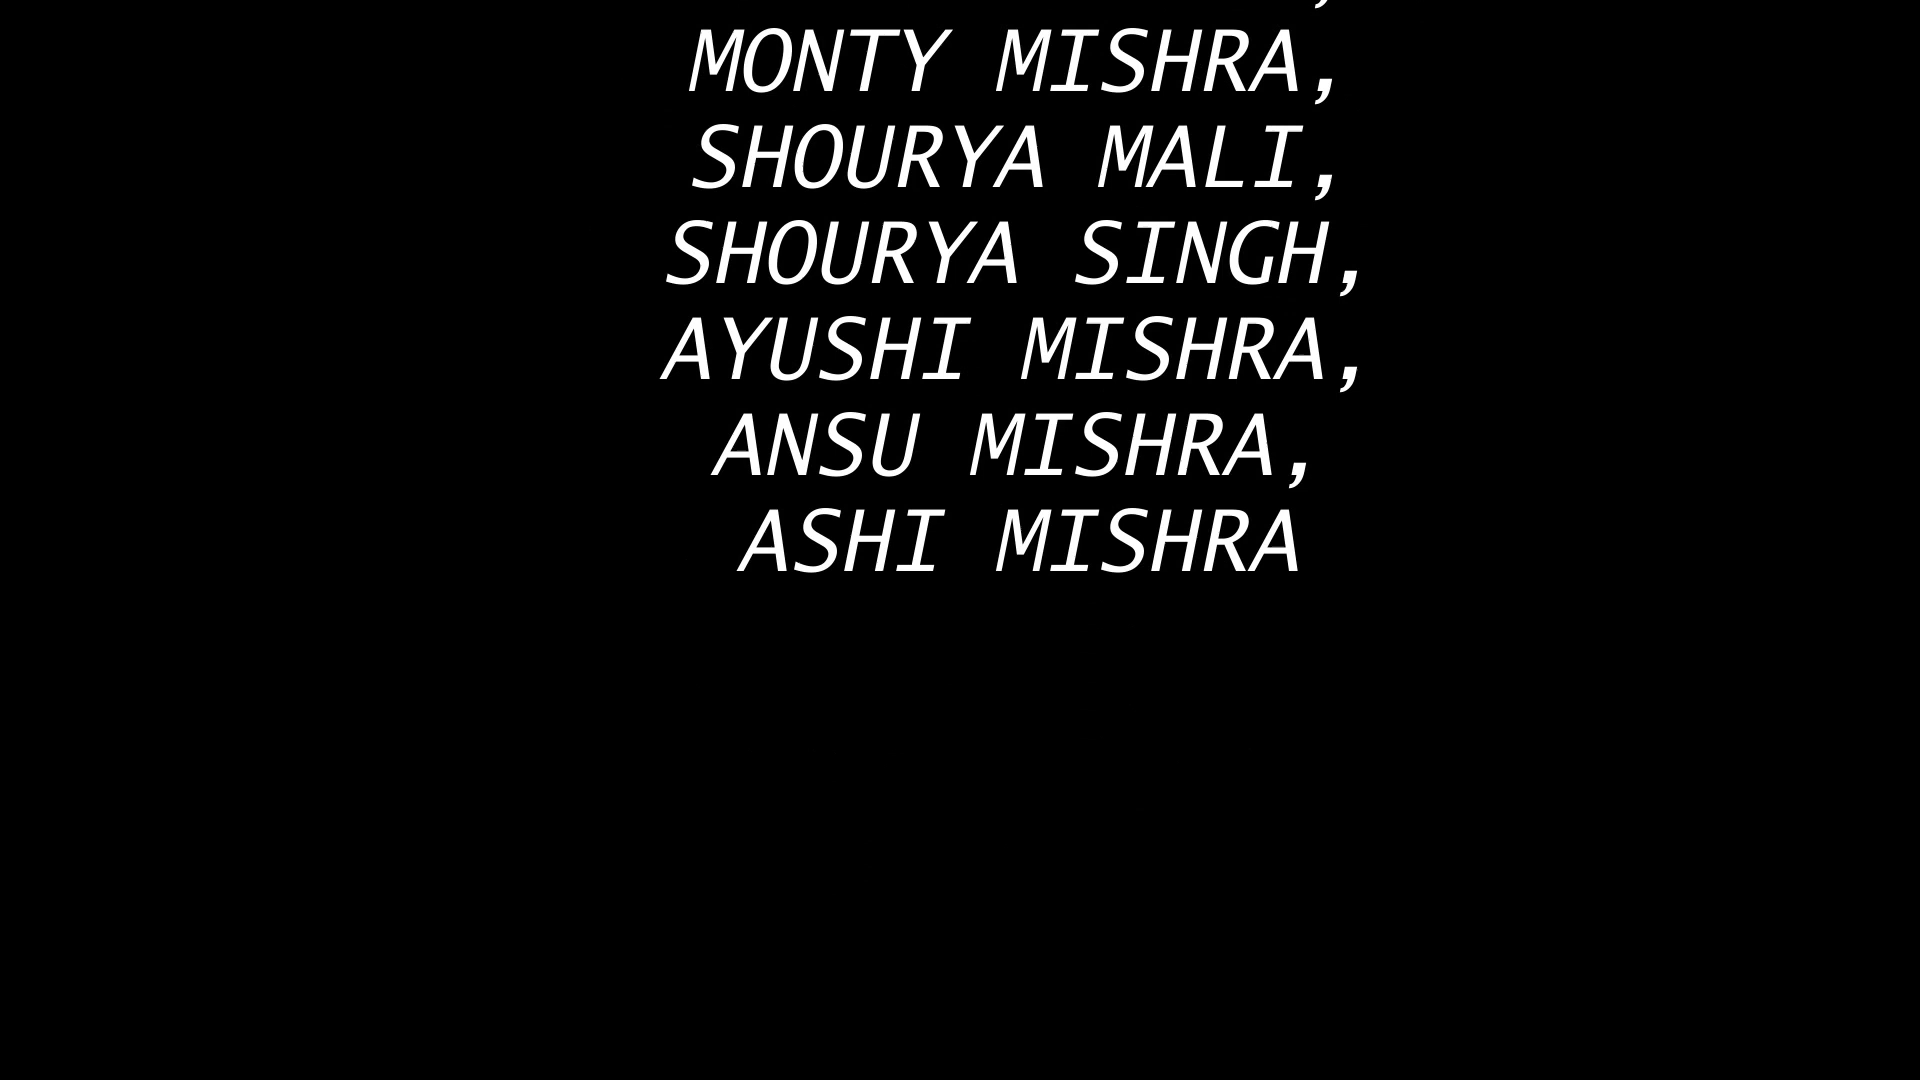 MONTY MISHRA,
SHOURYA MALI,
SHOURYA SINGH,
AYUSHI MISHRA,
ANSU MISHRA,
ASHI MISHRA